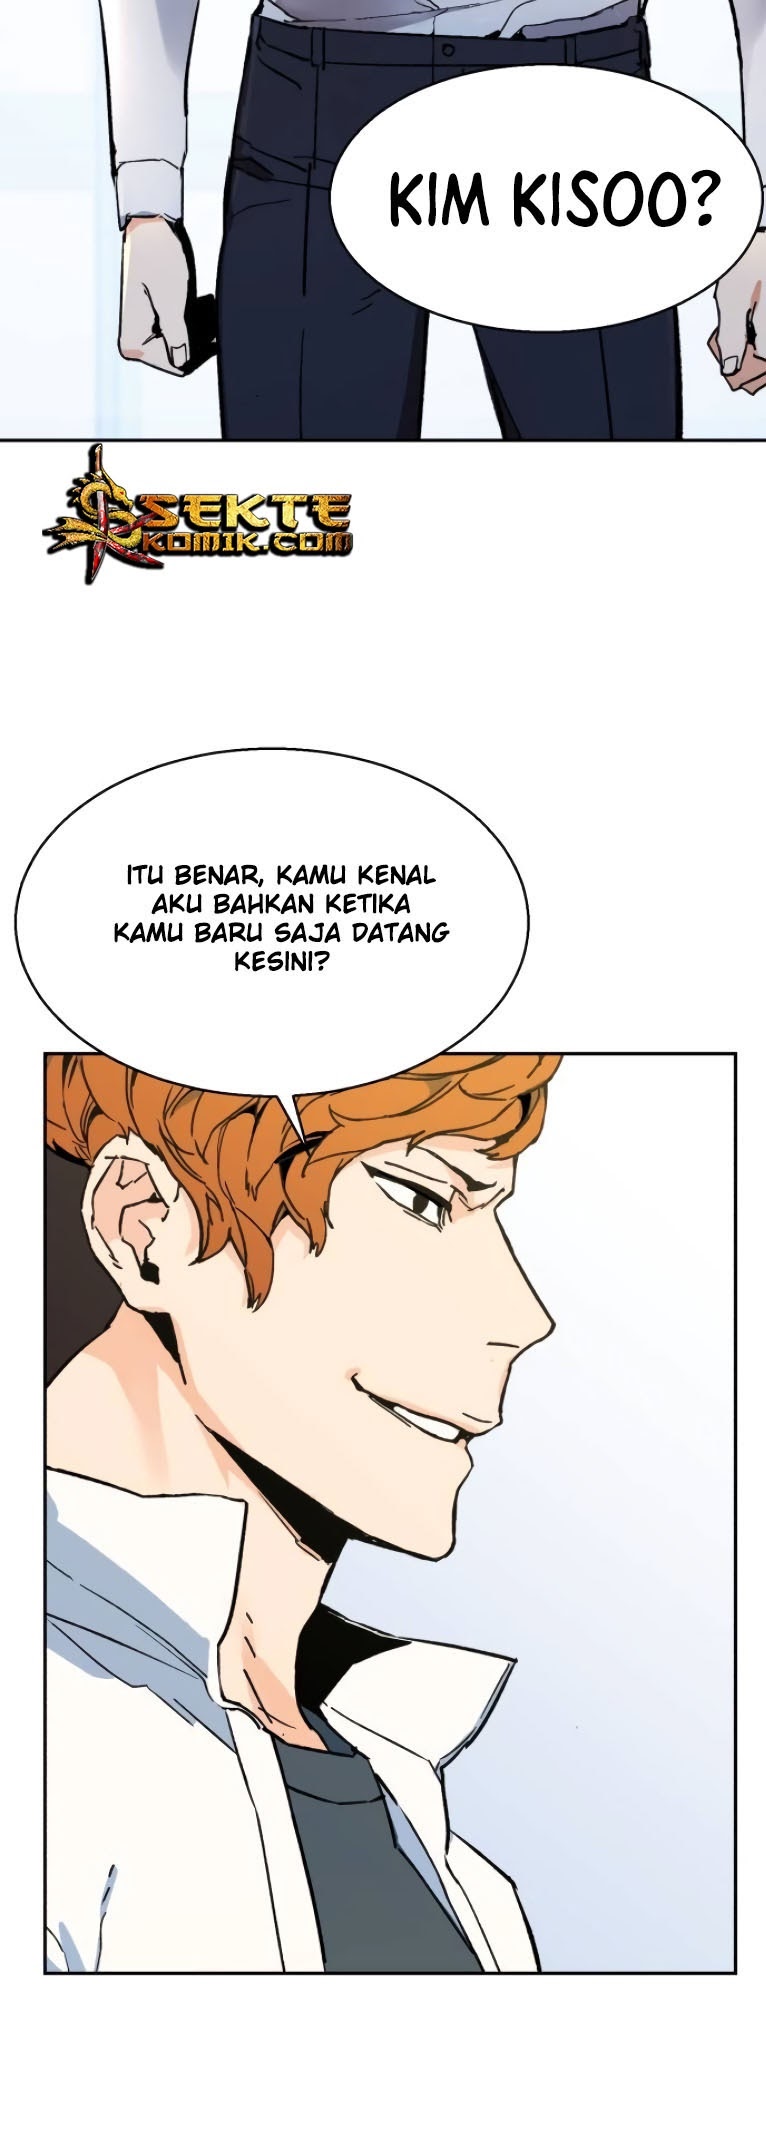 KIM KISOO?
SEKTE
KOMIK.COM
ITU BENAR, KAMU KENAL
AKU BAHKAN KETIKA
KAMU BARU SAJA DATANG
KESINI?